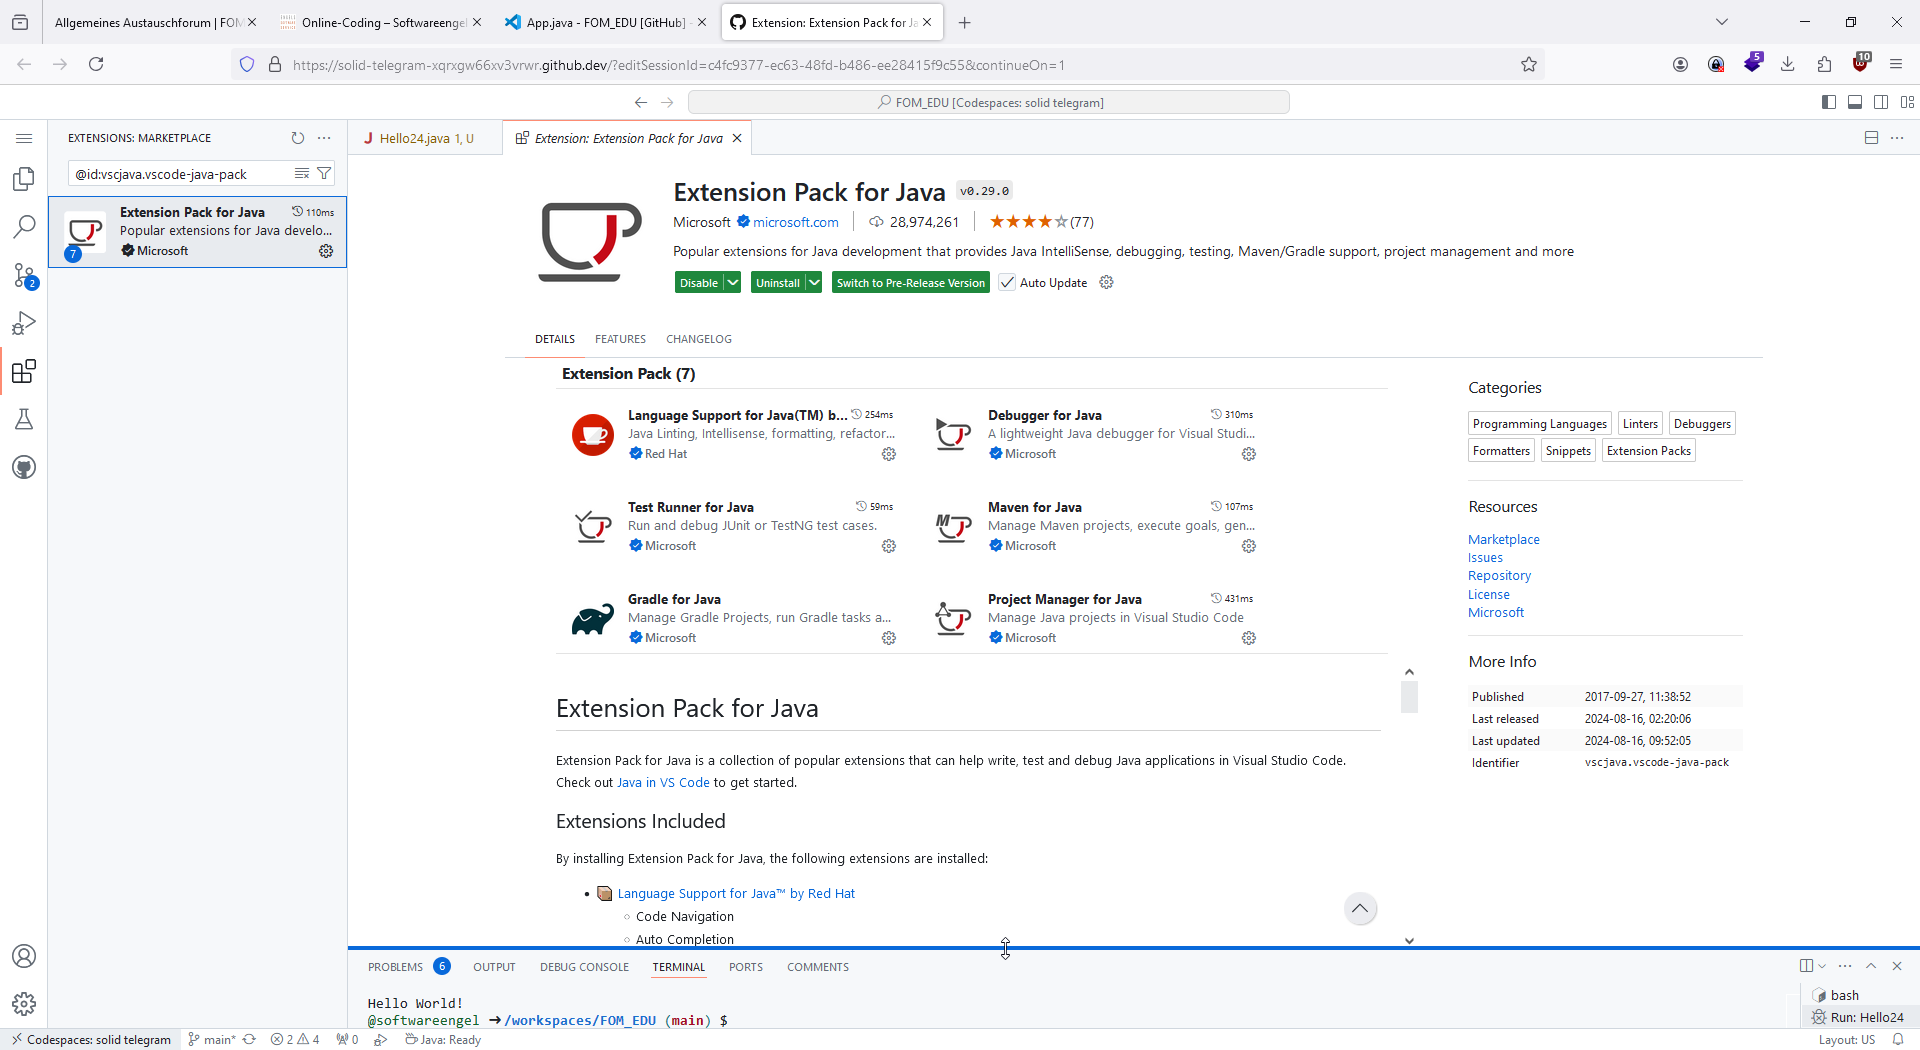 Allgemeines Austauschforum | FOM
Online-Coding – Softwareengel
App.java - FOM_EDU [GitHub] -
Extension: Extension Pack for Ja
https://solid-telegram-xqrxgw66xv3vrwr.github.dev/?editSessionId=c4fc9377-ec63-48fd-b486-ee28415f9c55&continueOn=1
5
10
FOM_EDU [Codespaces: solid telegram]
EXTENSIONS: MARKETPLACE
@id:vscjava.vscode-java-pack
Extension Pack for Java
110ms
Popular extensions for Java develo...
Microsoft
7
2
Hello24.java 1, U
Extension: Extension Pack for Java
Extension Pack for Java
v0.29.0
Microsoft
microsoft.com
28,974,261
(77)
Popular extensions for Java development that provides Java IntelliSense, debugging, testing, Maven/Gradle support, project management and more
Disable
Uninstall
Switch to Pre-Release Version
Auto Update
DETAILS
FEATURES
CHANGELOG
Extension Pack (7)
Language Support for Java(TM) b...
254ms
Java Linting, Intellisense, formatting, refactor...
Red Hat
Debugger for Java
310ms
A lightweight Java debugger for Visual Studi...
Microsoft
Test Runner for Java
59ms
Run and debug JUnit or TestNG test cases.
Microsoft
Maven for Java
107ms
Manage Maven projects, execute goals, gen...
Microsoft
Gradle for Java
Manage Gradle Projects, run Gradle tasks a...
Microsoft
Project Manager for Java
431ms
Manage Java projects in Visual Studio Code
Microsoft
Extension Pack for Java
Extension Pack for Java is a collection of popular extensions that can help write, test and debug Java applications in Visual Studio Code.
Check out Java in VS Code to get started.
Extensions Included
By installing Extension Pack for Java, the following extensions are installed:
• Language Support for Java™ by Red Hat
○ Code Navigation
○ Auto Completion
Categories
Programming Languages
Linters
Debuggers
Formatters
Snippets
Extension Packs
Resources
Marketplace
Issues
Repository
License
Microsoft
More Info
Published 2017-09-27, 11:38:52
Last released 2024-08-16, 02:20:06
Last updated 2024-08-16, 09:52:05
Identifier vscjava.vscode-java-pack
PROBLEMS
6
OUTPUT
DEBUG CONSOLE
TERMINAL
PORTS
COMMENTS
Hello World!
@softwareengel ➜/workspaces/FOM_EDU (main) $
bash
Run: Hello24
Codespaces: solid telegram
main*
2
4
0
Java: Ready
Layout: US